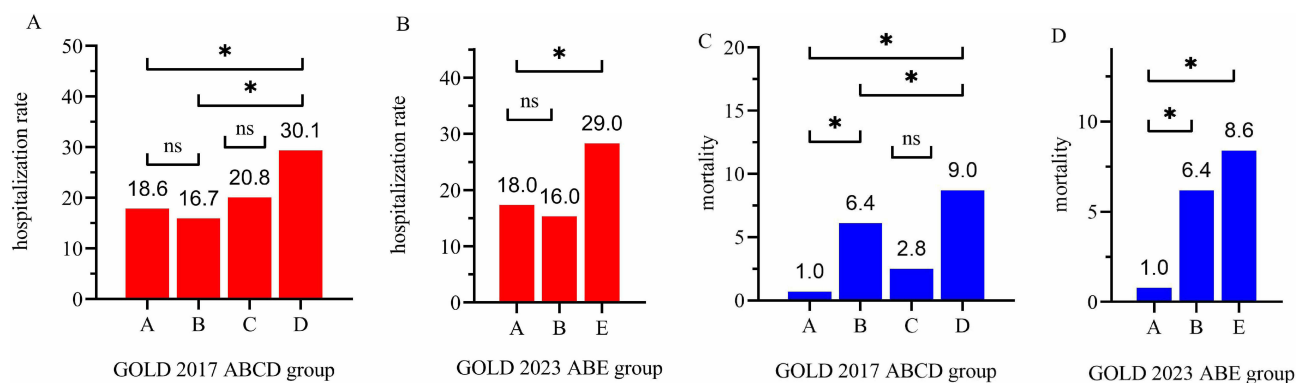 A
hospitalization rate
50
40
30
20
10
0
*
*
ns
ns
18.6
16.7
20.8
30.1
A B C D
GOLD 2017 ABCD group
B
hospitalization rate
40
30
20
10
0
*
ns
18.0
16.0
29.0
A B E
GOLD 2023 ABE group
C
mortality
20
15
10
5
0
*
*
*
ns
1.0
6.4
2.8
9.0
A B C D
GOLD 2017 ABCD group
D
mortality
10
5
0
*
*
1.0
6.4
8.6
A B E
GOLD 2023 ABE group